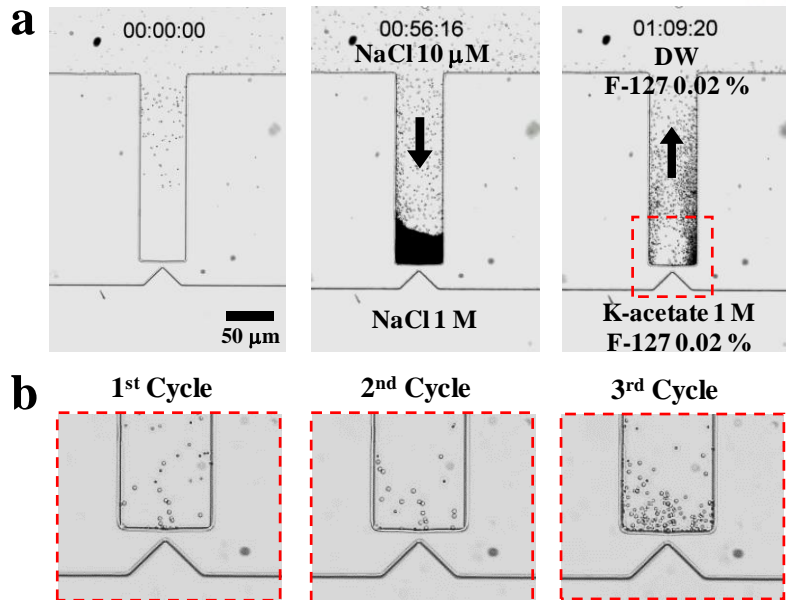 a
00:00:00
00:56:16
NaCl 10 μM
01:09:20
DW
F-127 0.02 %
50 μm
NaCl 1 M
K-acetate 1 M
F-127 0.02 %
b
1st Cycle
2nd Cycle
3rd Cycle